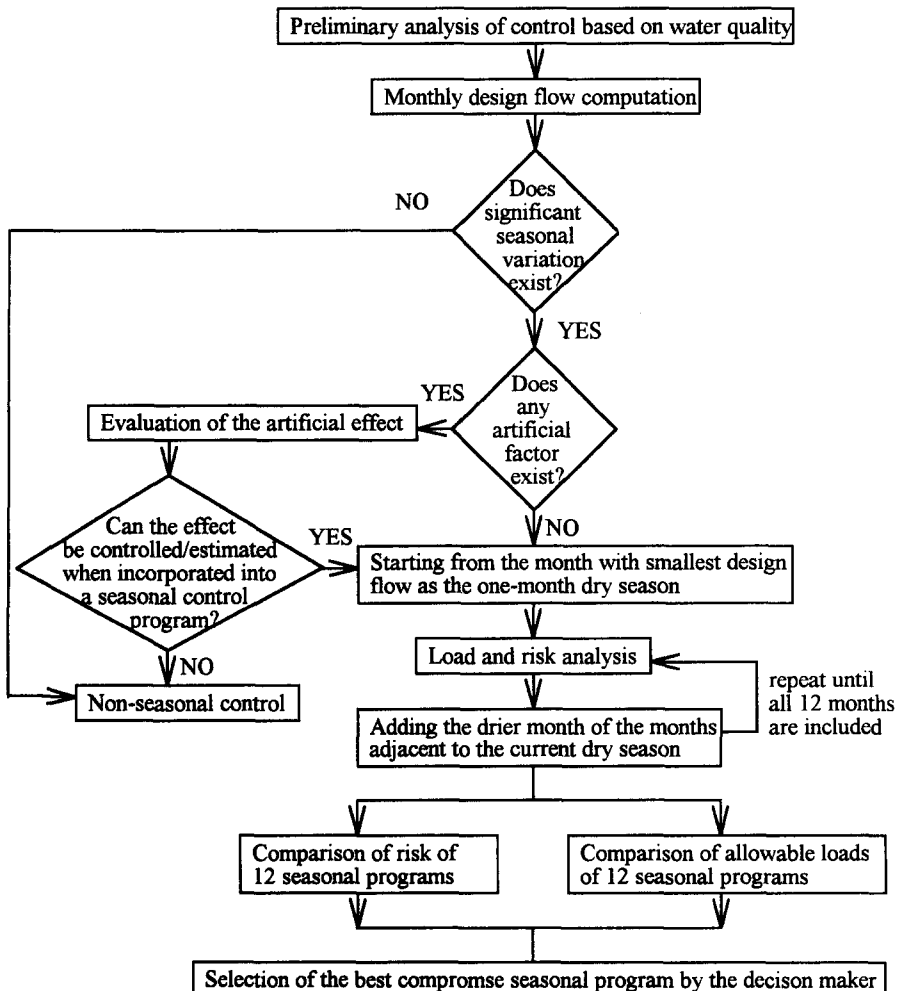 Preliminary analysis of control based on water quality
Monthly design flow computation
Does
significant
seasonal
variation
exist?
NO
YES
Does
any
artificial
factor
exist?
YES
NO
Evaluation of the artificial effect
Can the effect
be controlled/estimated
when incorporated into
a seasonal control
program?
YES
NO
Non-seasonal control
Starting from the month with smallest design
flow as the one-month dry season
Load and risk analysis
Adding the drier month of the months
adjacent to the current dry season
repeat until
all 12 months
are included
Comparison of risk of
12 seasonal programs
Comparison of allowable loads
of 12 seasonal programs
Selection of the best compromse seasonal program by the decison maker